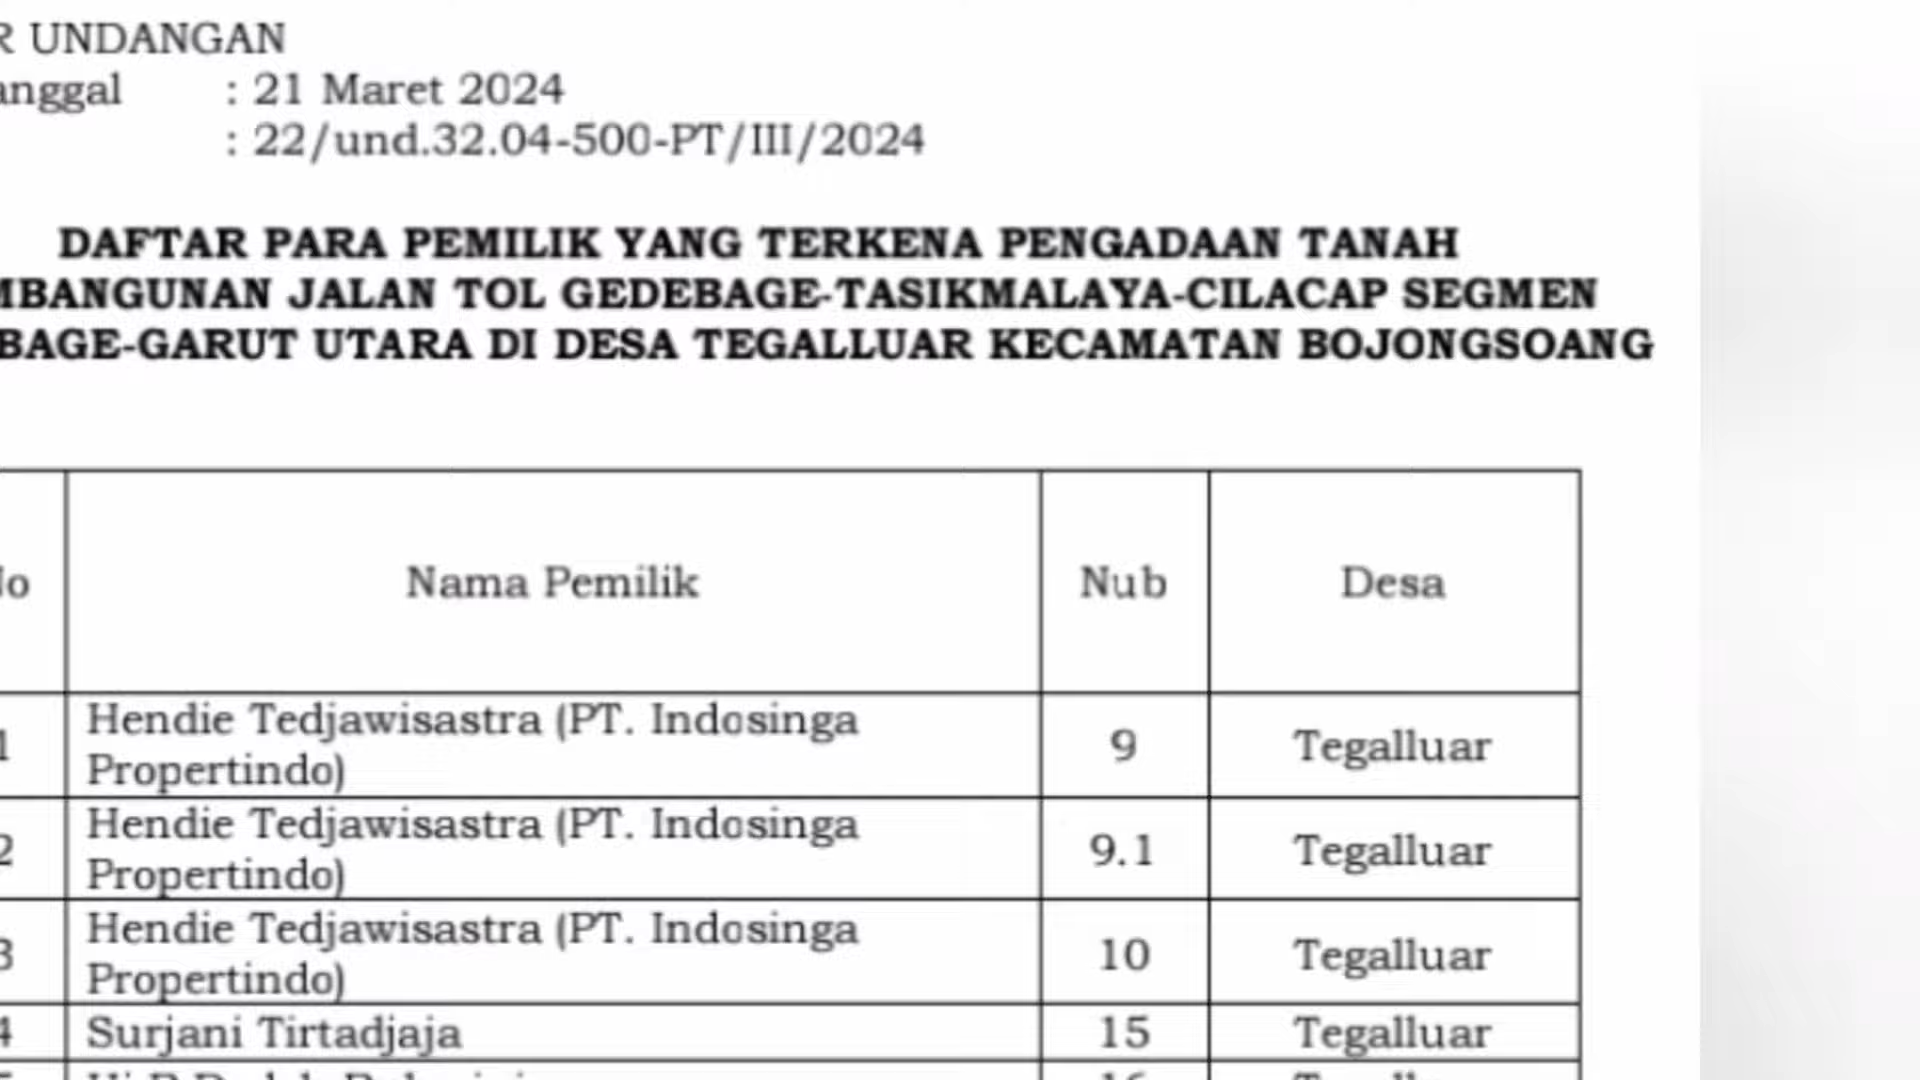 R UNDANGAN
anggal : 21 Maret 2024
: 22/und.32.04-500-PT/III/2024
DAFTAR PARA PEMILIK YANG TERKENA PENGADAAN TANAH
MBANGUNAN JALAN TOL GEDEBAGE-TASIKMALAYA-CILACAP SEGMEN
BAGE-GARUT UTARA DI DESA TEGALLUAR KECAMATAN BOJONGSOANG
No Nama Pemilik Nub Desa
1 Hendie Tedjawisastra (PT. Indosinga
Propertindo) 9 Tegalluar
2 Hendie Tedjawisastra (PT. Indosinga
Propertindo) 9.1 Tegalluar
3 Hendie Tedjawisastra (PT. Indosinga
Propertindo) 10 Tegalluar
4 Surjani Tirtadjaja 15 Tegalluar